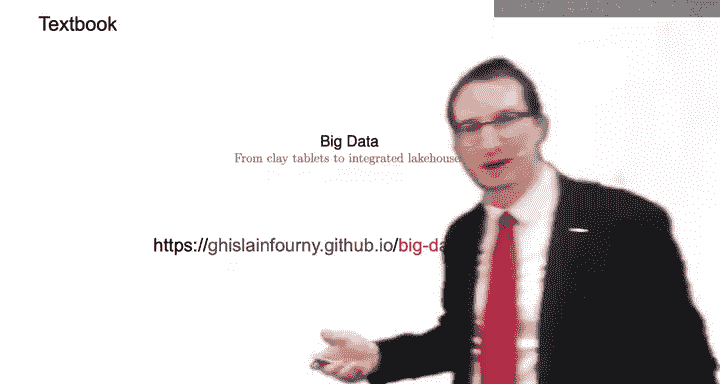 Textbook
Big Data
From clay tablets to integrated lakehouse
https://ghislainfourny.github.io/big-da